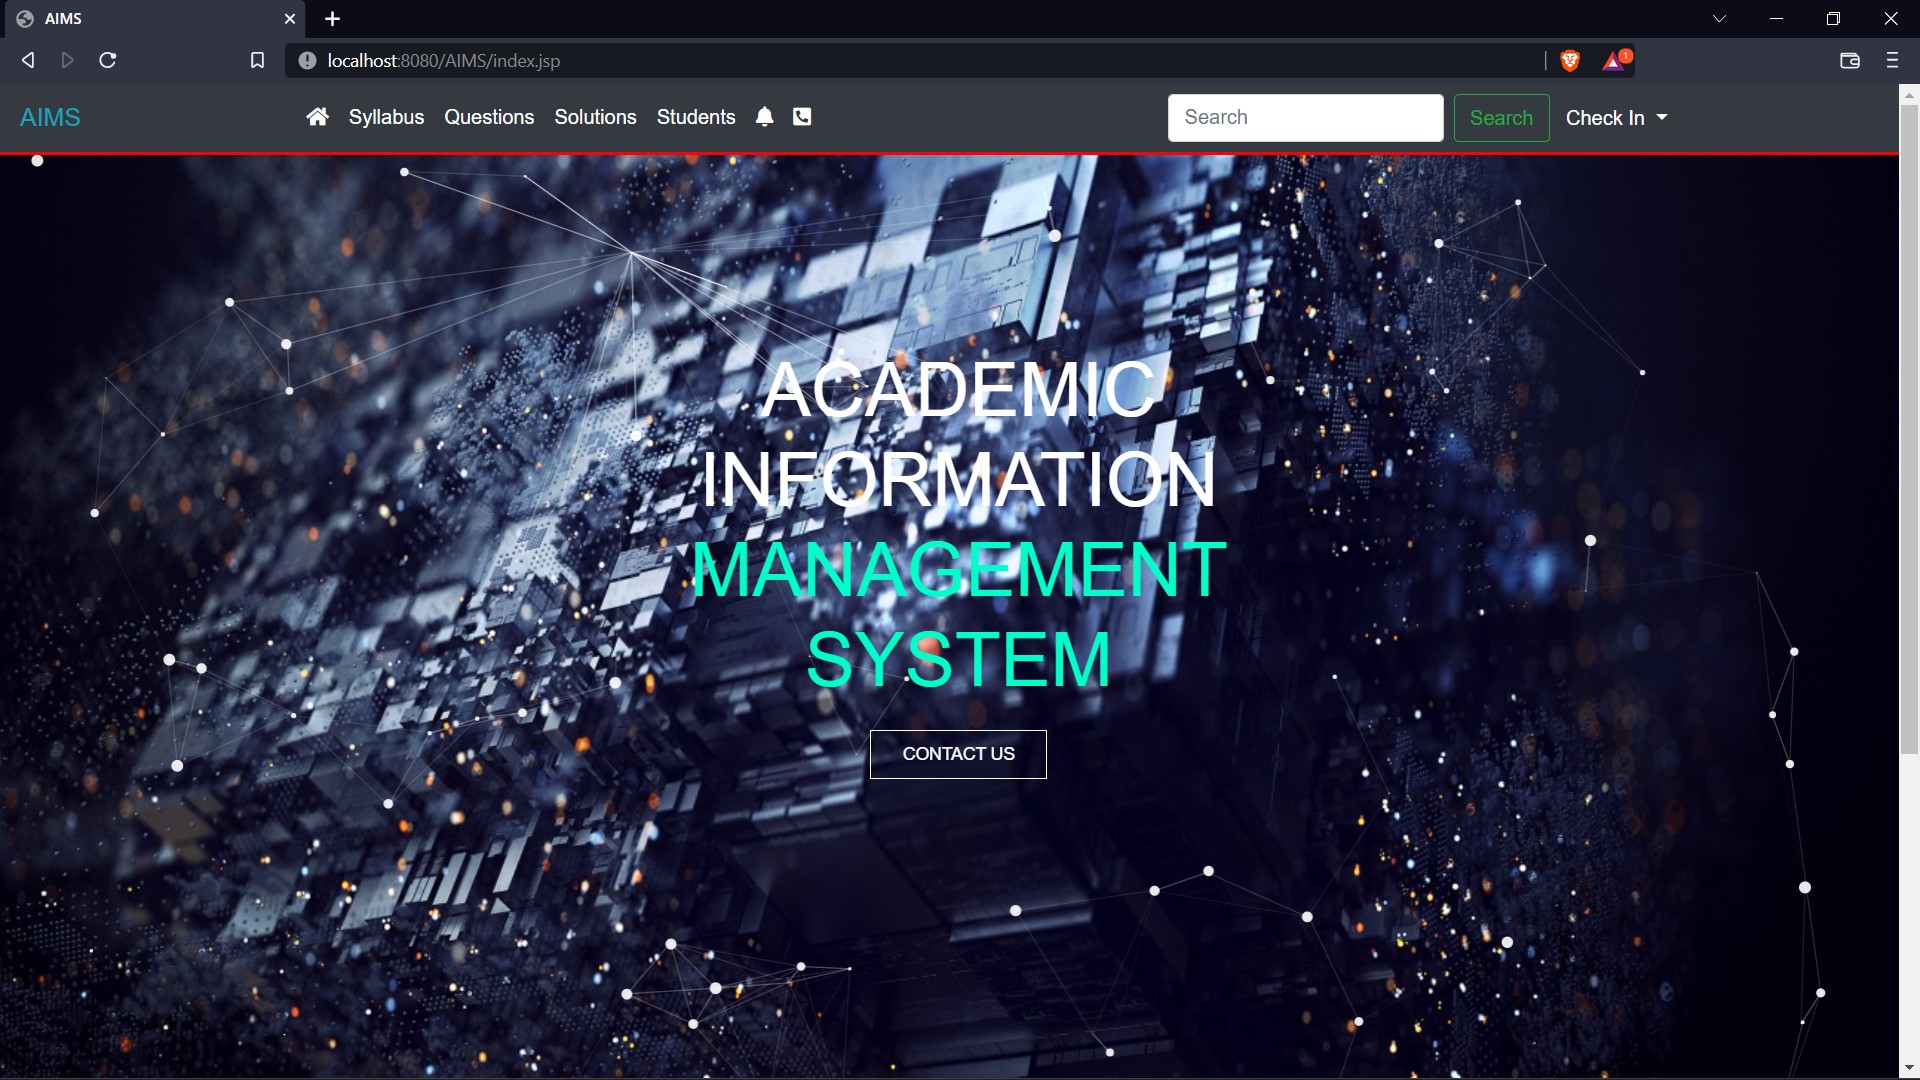 AIMS
localhost:8080/AIMS/index.jsp
1
AIMS
Syllabus Questions Solutions Students
Search
Search
Check In
ACADEMIC
INFORMATION
MANAGEMENT
SYSTEM
CONTACT US